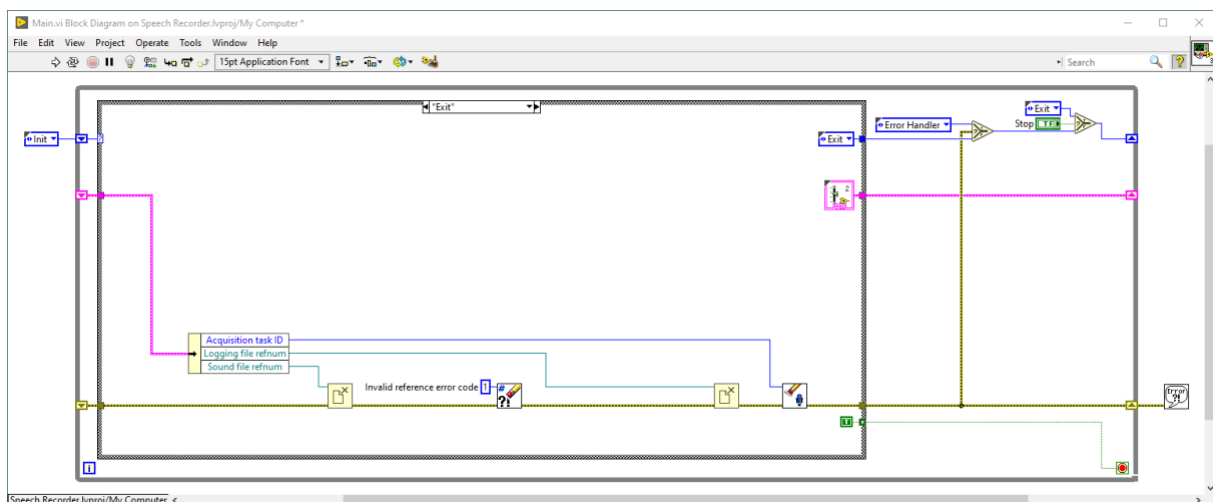 Main.vi Block Diagram on Speech Recorder.lvproj/My Computer *
File Edit View Project Operate Tools Window Help
15pt Application Font
Search
"Exit"
Init
Exit
Error Handler
Exit
Stop
TF
2
Acquisition task ID
Logging file refnum
Sound file refnum
Invalid reference error code
1
#
?!
Error
?!
T
i
Speech Recorder.lvproj/My Computer